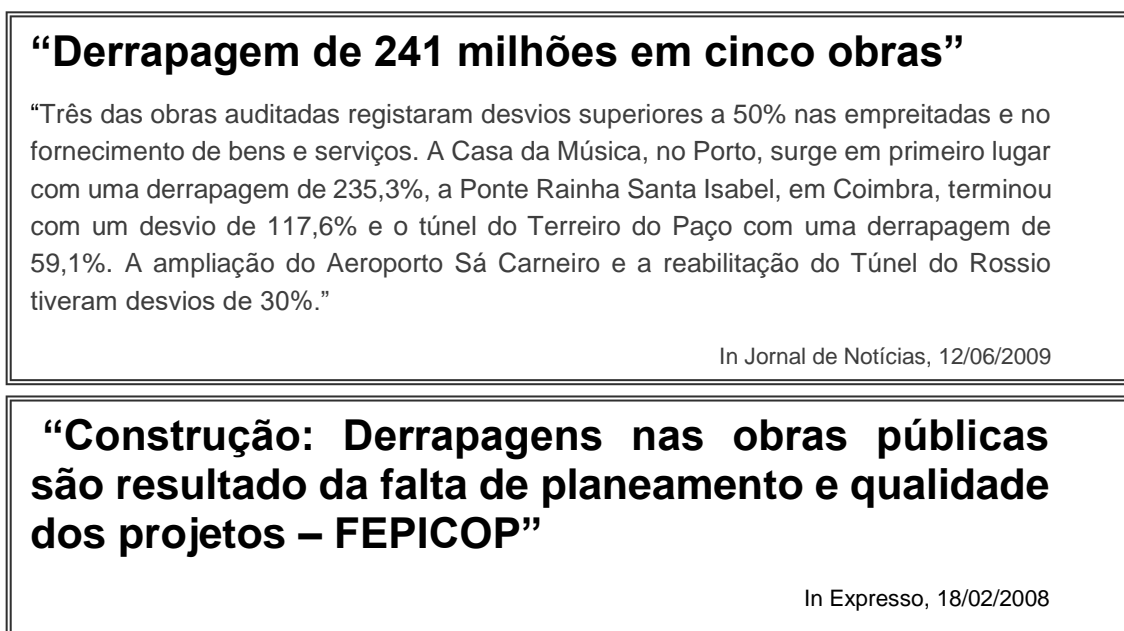 “Derrapagem de 241 milhões em cinco obras”
“Três das obras auditadas registaram desvios superiores a 50% nas empreitadas e no
fornecimento de bens e serviços. A Casa da Música, no Porto, surge em primeiro lugar
com uma derrapagem de 235,3%, a Ponte Rainha Santa Isabel, em Coimbra, terminou
com um desvio de 117,6% e o túnel do Terreiro do Paço com uma derrapagem de
59,1%. A ampliação do Aeroporto Sá Carneiro e a reabilitação do Túnel do Rossio
tiveram desvios de 30%.”
In Jornal de Notícias, 12/06/2009
“Construção: Derrapagens nas obras públicas
são resultado da falta de planeamento e qualidade
dos projetos – FEPICOP”
In Expresso, 18/02/2008